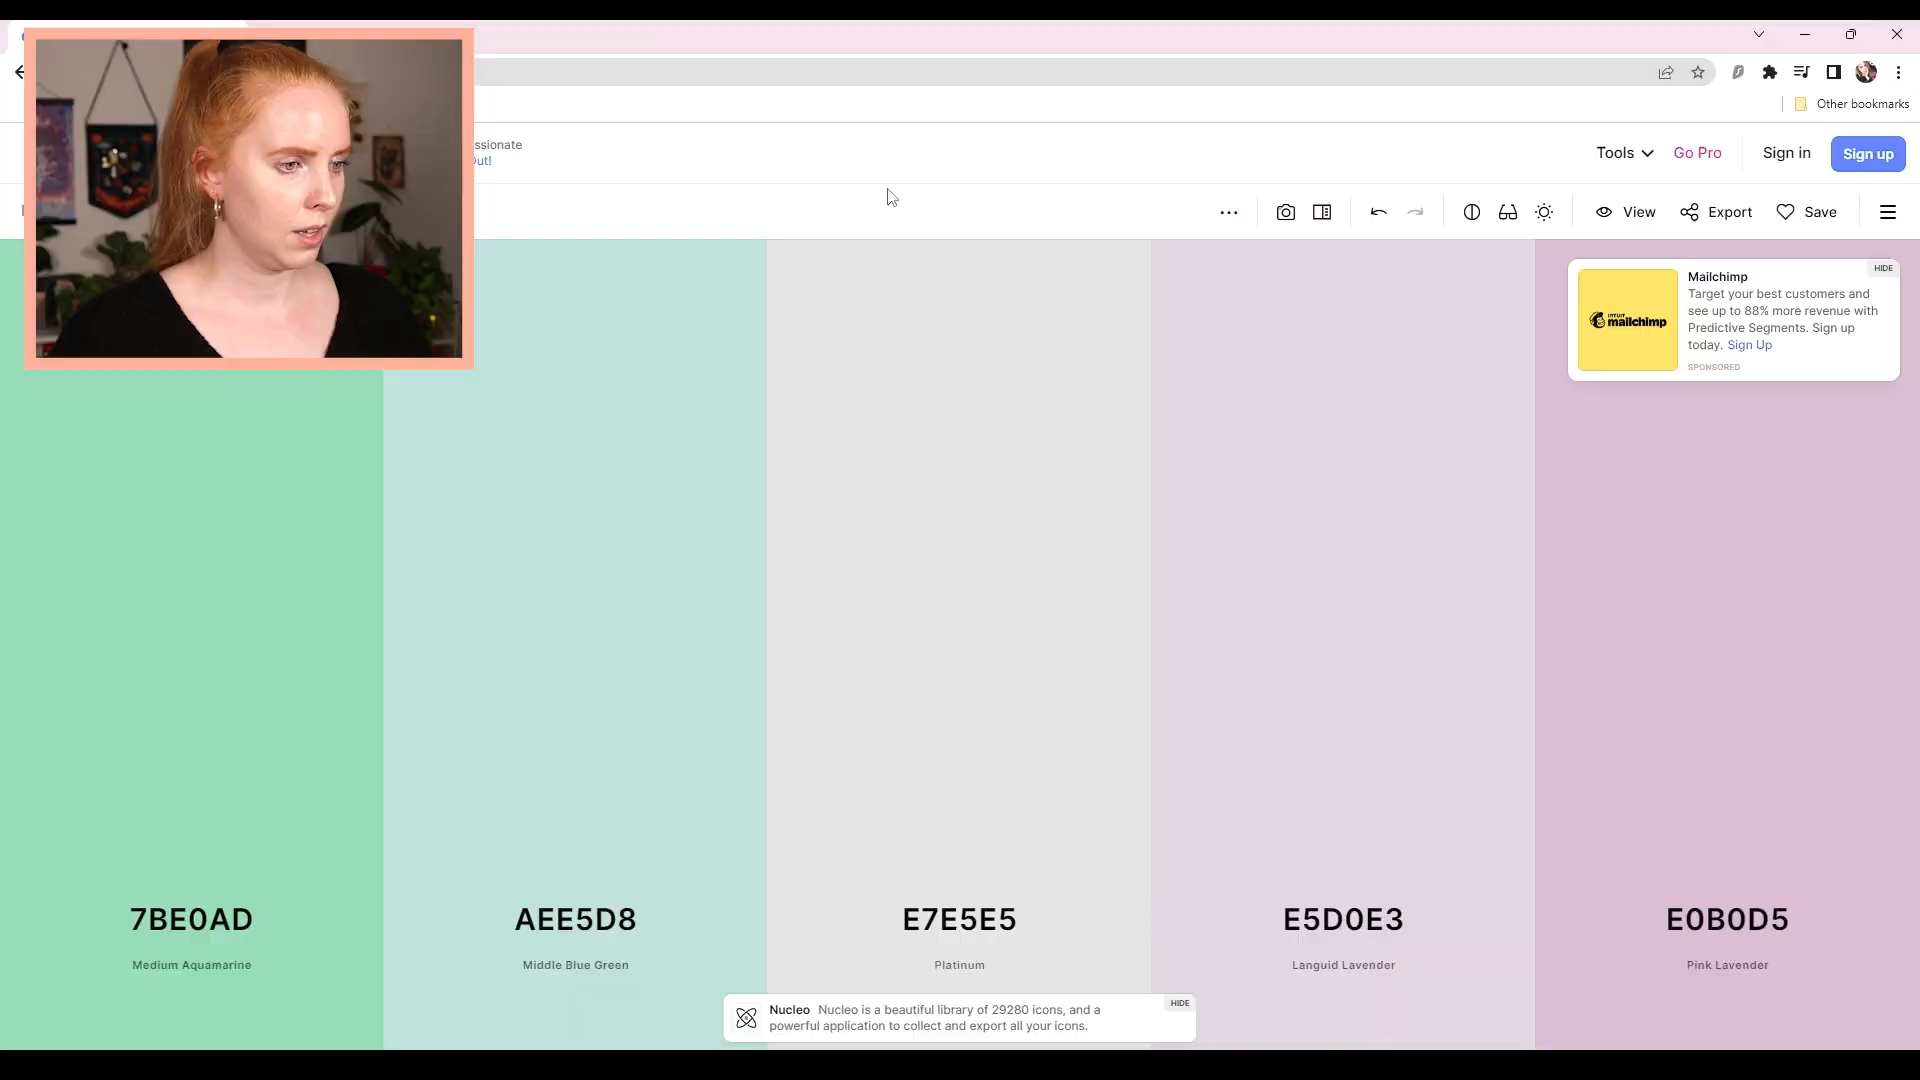 Other bookmarks
ssionate
Out!
Tools
Go Pro
Sign in
Sign up
View
Export
Save
HIDE
Mailchimp
Target your best customers and
see up to 88% more revenue with
Predictive Segments. Sign up
today. Sign Up
SPONSORED
INTUIT
mailchimp
7BE0AD
AEE5D8
E7E5E5
E5D0E3
E0B0D5
Medium Aquamarine
Middle Blue Green
Platinum
Languid Lavender
Pink Lavender
Nucleo Nucleo is a beautiful library of 29280 icons, and a
powerful application to collect and export all your icons.
HIDE